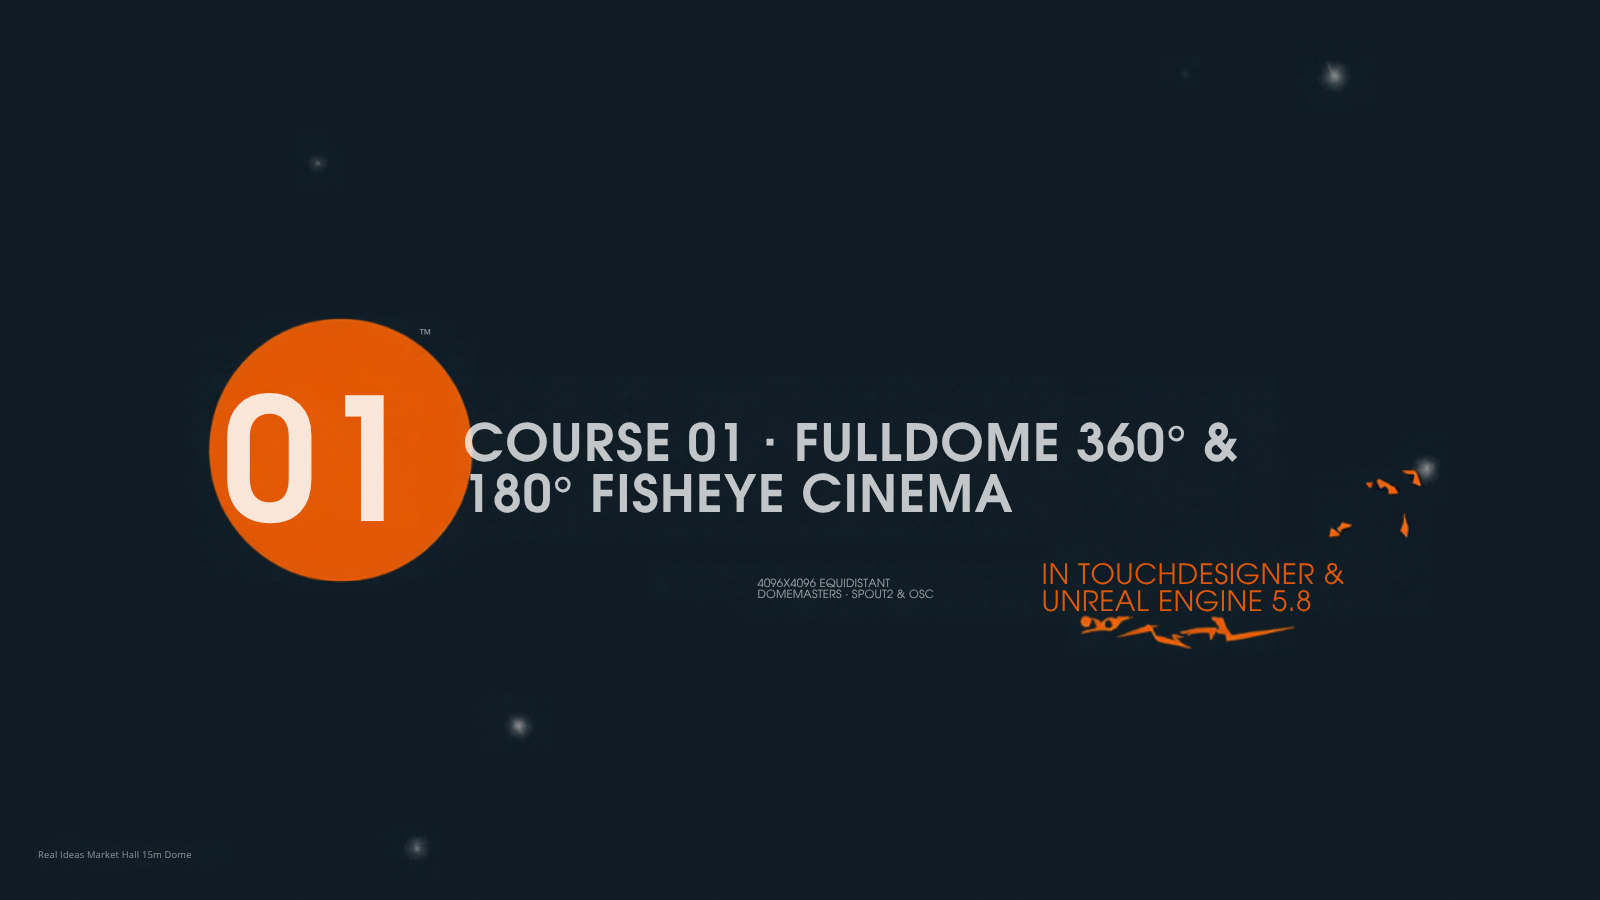 ™
01
COURSE 01 · FULLDOME 360° &
180° FISHEYE CINEMA
4096X4096 EQUIDISTANT
DOMEMASTERS · SPOUT2 & OSC
IN TOUCHDESIGNER &
UNREAL ENGINE 5.8
Real Ideas Market Hall 15m Dome